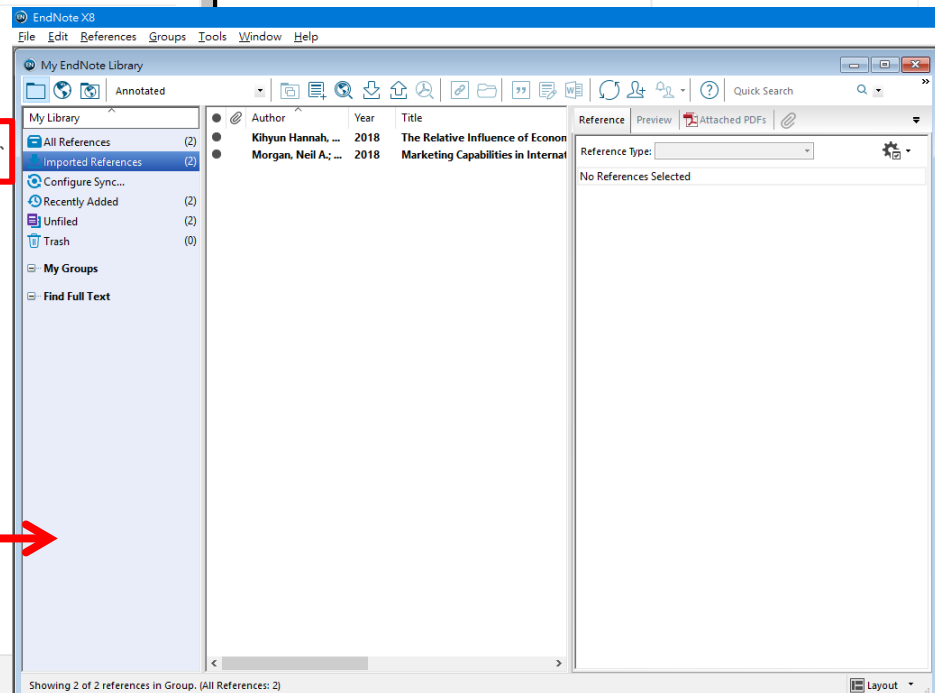 EndNote X8
File Edit References Groups Tools Window Help
My EndNote Library
Annotated
Quick Search
My Library
All References (2)
Imported References (2)
Configure Sync...
Recently Added (2)
Unfiled (2)
Trash (0)
My Groups
Find Full Text
Author Year Title
Kihyun Hannah, ... 2018 The Relative Influence of Econon
Morgan, Neil A.; ... 2018 Marketing Capabilities in Internat
Reference Preview Attached PDFs
Reference Type:
No References Selected
Showing 2 of 2 references in Group. (All References: 2)
Layout